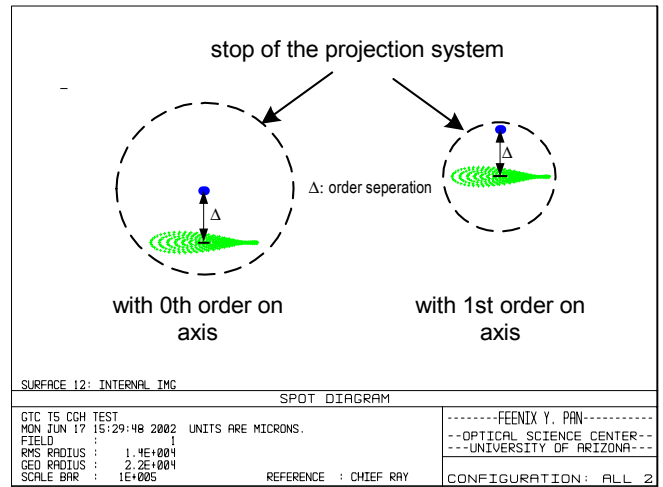 stop of the projection system
Δ
Δ: order seperation
Δ
with 0th order on
axis
with 1st order on
axis
SURFACE 12: INTERNAL IMG
SPOT DIAGRAM
GTC T5 CGH TEST
MON JUN 17 15:29:48 2002 UNITS ARE MICRONS.
FIELD : 1
RMS RADIUS : 1.4E+004
GEO RADIUS : 2.2E+004
SCALE BAR : 1E+005 REFERENCE : CHIEF RAY
-------FEENIX Y. PAN----------
--OPTICAL SCIENCE CENTER--
---UNIVERSITY OF ARIZONA---
CONFIGURATION: ALL 2